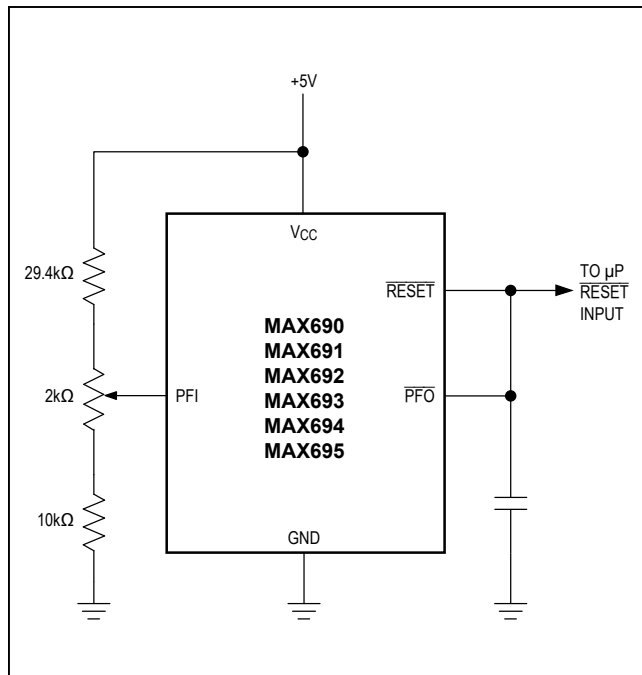 +5V
VCC
29.4kΩ
RESET
TO µP
RESET
INPUT
MAX690
MAX691
MAX692
MAX693
MAX694
MAX695
2kΩ
PFI
PFO
10kΩ
GND